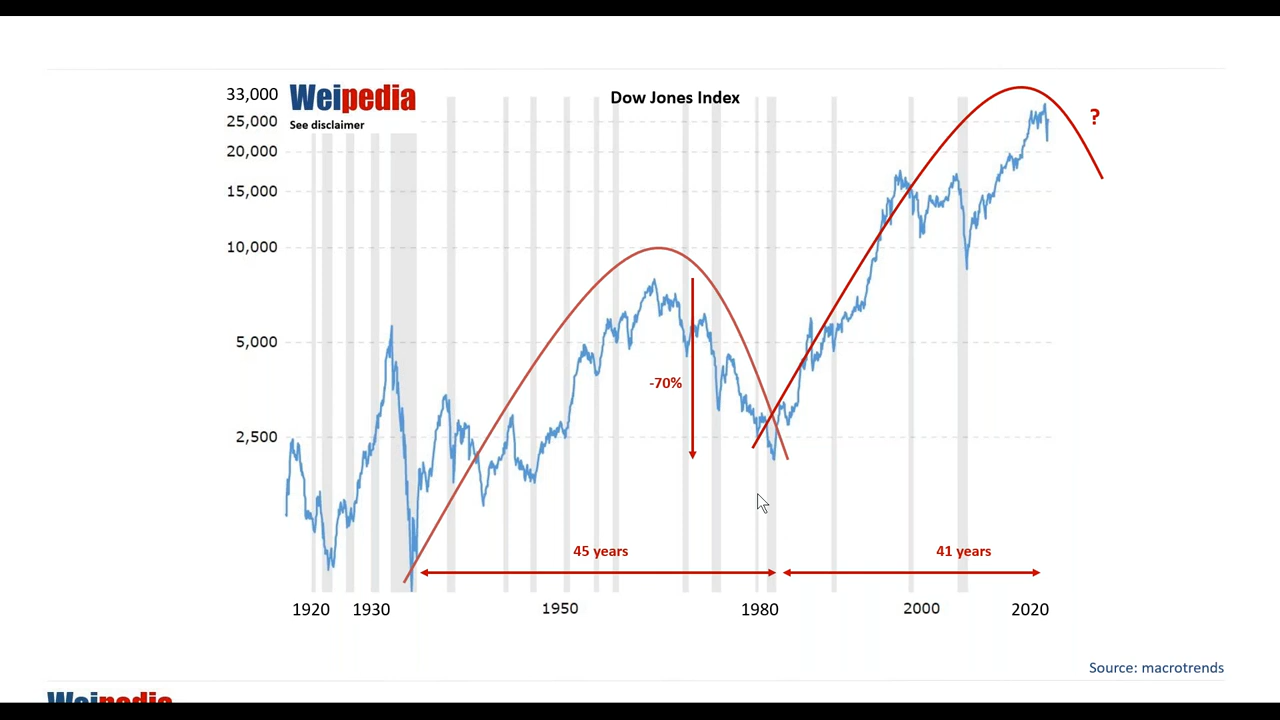 33,000
Weipedia
Dow Jones Index
See disclaimer
25,000
?
20,000
15,000
10,000
5,000
-70%
2,500
45 years
41 years
1920
1930
1950
1980
2000
2020
Source: macrotrends
Weipedia